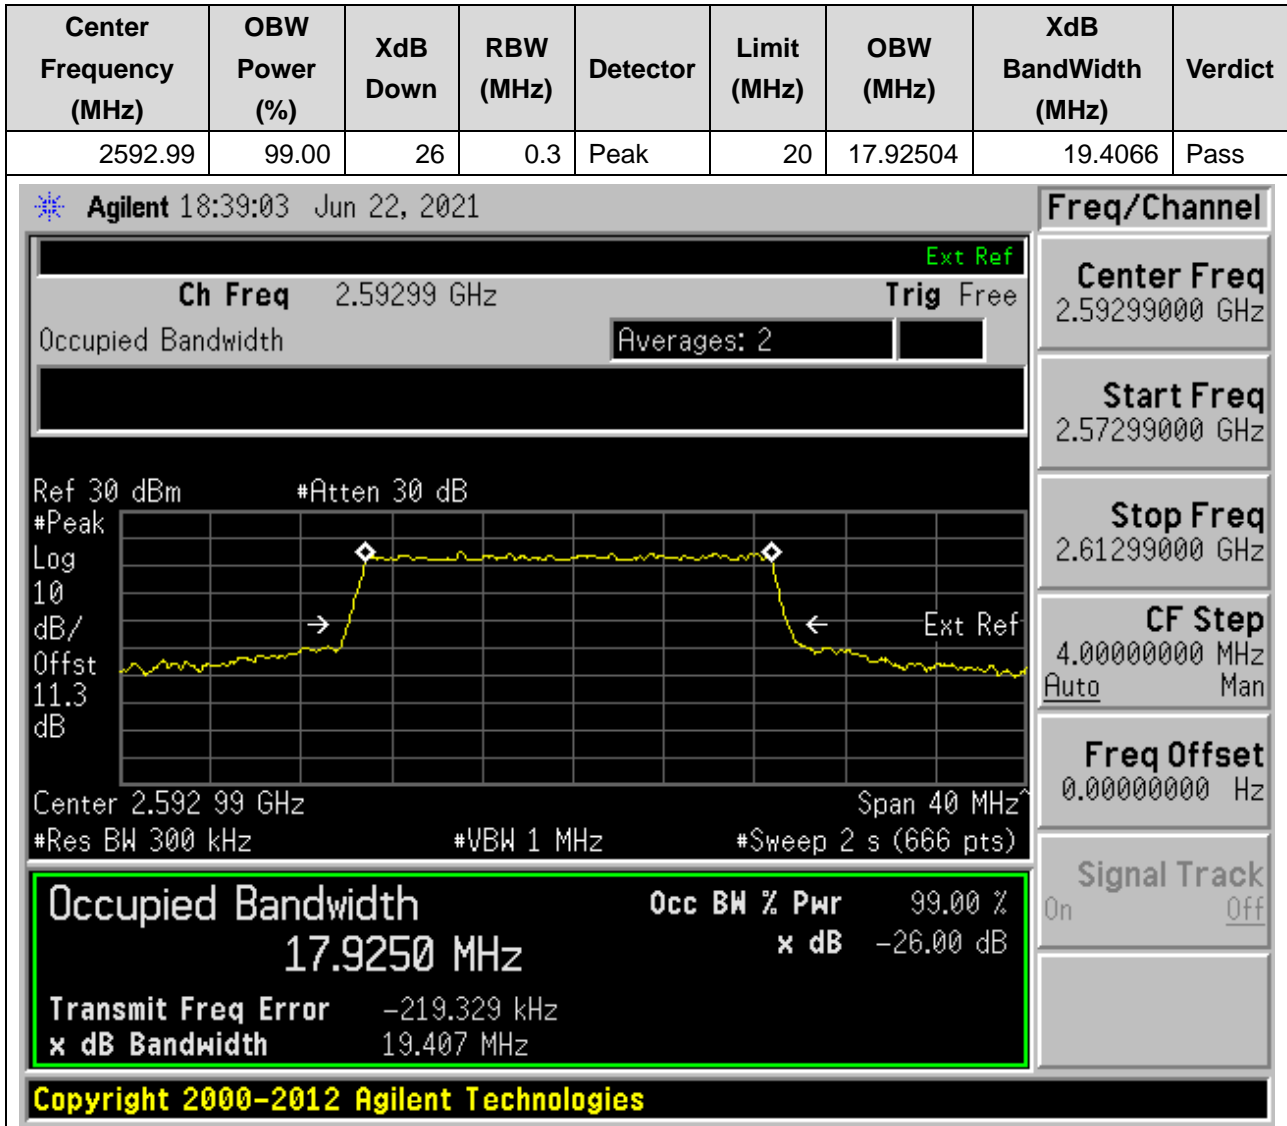 Center Frequency (MHz) OBW Power (%) XdB Down RBW (MHz) Detector Limit (MHz) OBW (MHz) XdB BandWidth (MHz) Verdict
2592.99 99.00 26 0.3 Peak 20 17.92504 19.4066 Pass
Agilent 18:39:03 Jun 22, 2021
Freq/Channel
Ext Ref
Ch Freq 2.59299 GHz Trig Free
Occupied Bandwidth Averages: 2
Center Freq
2.59299000 GHz
Start Freq
2.57299000 GHz
Stop Freq
2.61299000 GHz
CF Step
4.00000000 MHz
Auto Man
Freq Offset
0.00000000 Hz
Signal Track
On Off
Ref 30 dBm #Atten 30 dB
#Peak
Log
10
dB/
Offst
11.3
dB
Ext Ref
Center 2.592 99 GHz Span 40 MHz^
#Res BW 300 kHz #VBW 1 MHz #Sweep 2 s (666 pts)
Occupied Bandwidth Occ BW % Pwr 99.00 %
17.9250 MHz x dB -26.00 dB
Transmit Freq Error -219.329 kHz
x dB Bandwidth 19.407 MHz
Copyright 2000-2012 Agilent Technologies